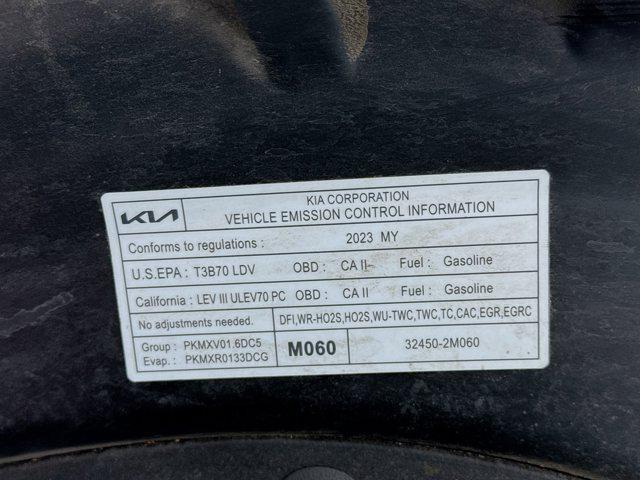 KIA
KIA CORPORATION
VEHICLE EMISSION CONTROL INFORMATION
Conforms to regulations : 2023 MY
U.S.EPA : T3B70 LDV OBD : CA II Fuel : Gasoline
California : LEV III ULEV70 PC OBD : CA II Fuel : Gasoline
No adjustments needed. DFI,WR-HO2S,HO2S,WU-TWC,TWC,TC,CAC,EGR,EGRC
Group : PKMXV01.6DC5
Evap. : PKMXR0133DCG
M060 32450-2M060